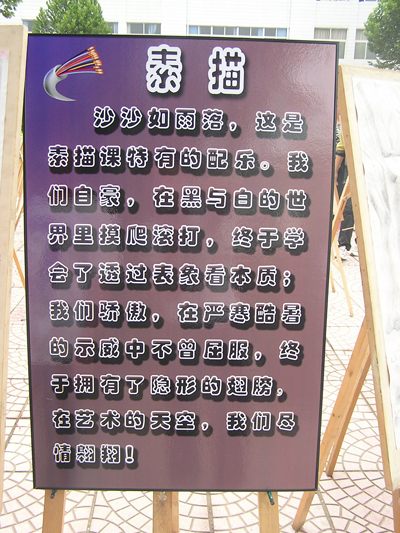 素描
沙沙如雨落，这是
素描课特有的配乐。我
们自豪，在黑与白的世
界里摸爬滚打，终于学
会了透过表象看本质；
我们骄傲，在严寒酷暑
的示威中不曾屈服，终
于拥有了隐形的翅膀，
在艺术的天空，我们尽
情翱翔！